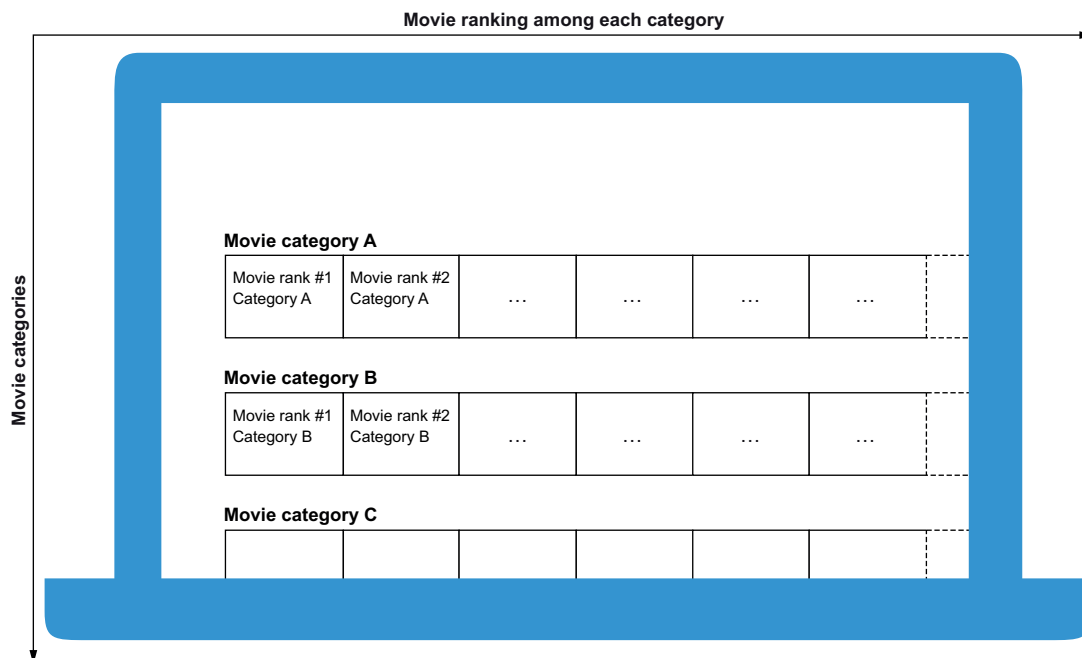 Movie ranking among each category
Movie categories
Movie category A
Movie rank #1
Category A
Movie rank #2
Category A
...
...
...
...
Movie category B
Movie rank #1
Category B
Movie rank #2
Category B
...
...
...
...
Movie category C